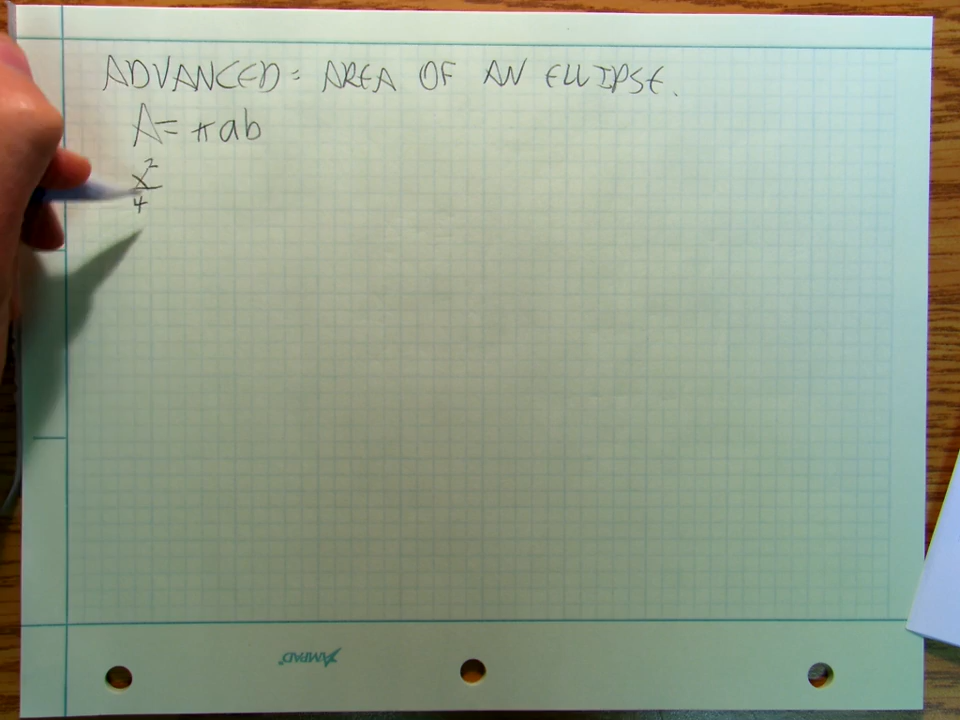 ADVANCED: AREA OF AN ELLIPSE.
A = πab
x²
4
AMPAD®